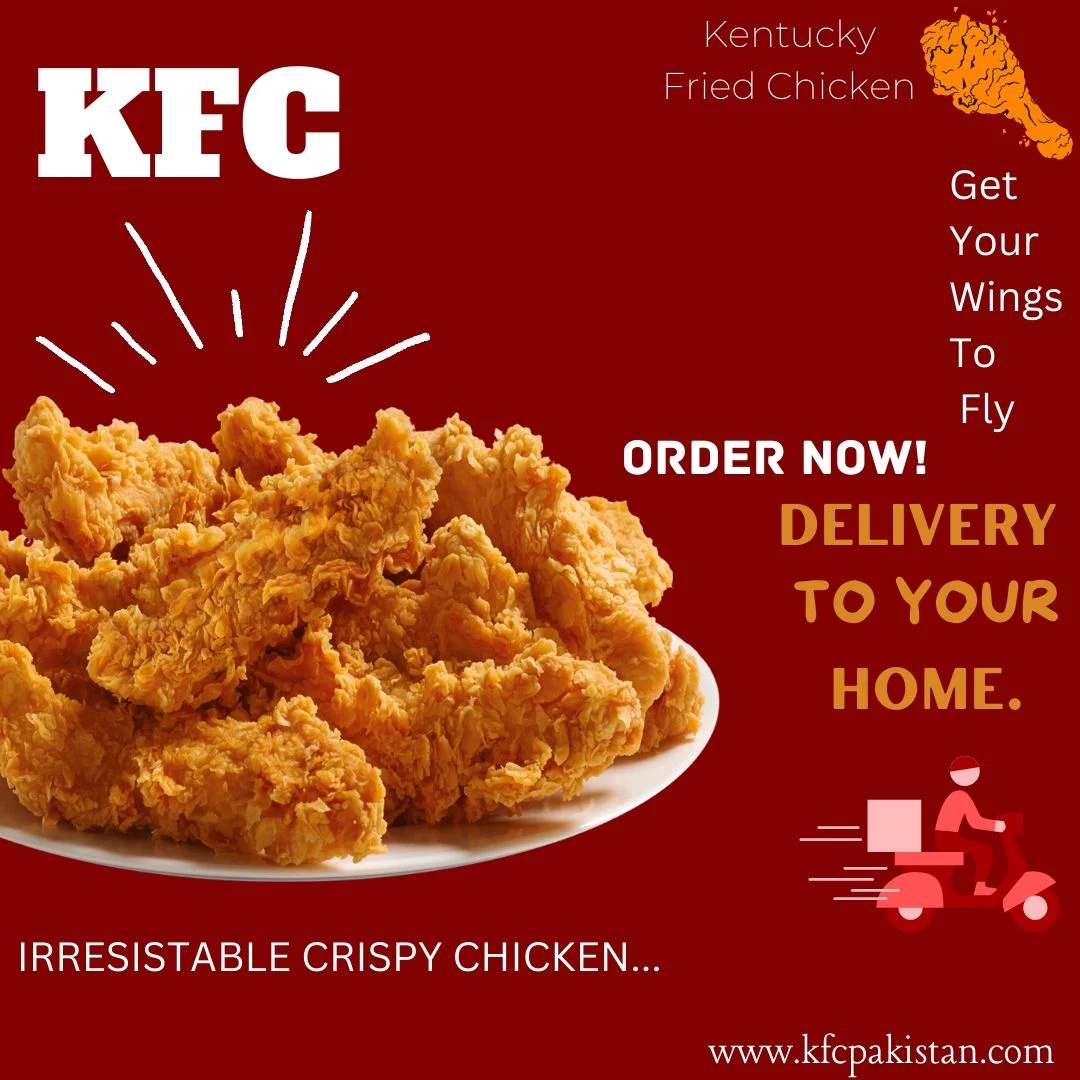 KFC
Kentucky
Fried Chicken
Get
Your
Wings
To
Fly
ORDER NOW!
DELIVERY
TO YOUR
HOME.
IRRESISTABLE CRISPY CHICKEN...
www.kfcpakistan.com